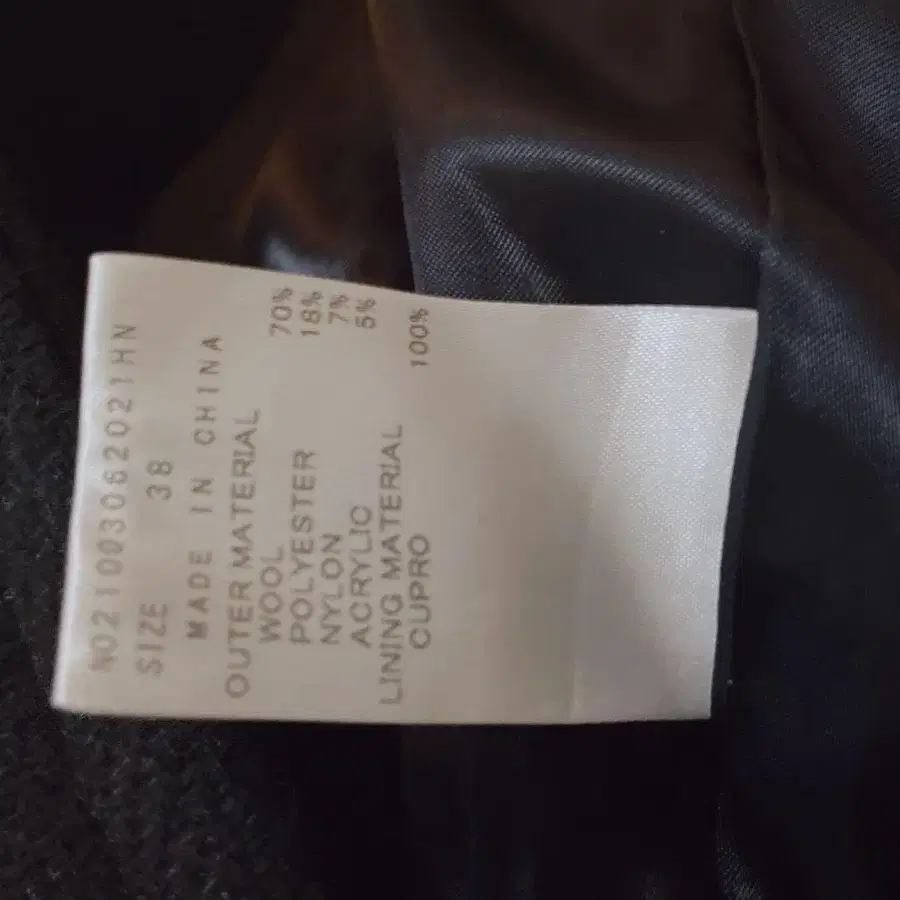 NO21003062021HN
SIZE 38
MADE IN CHINA
OUTER MATERIAL
WOOL 70%
POLYESTER 18%
NYLON 7%
ACRYLIC 5%
LINING MATERIAL
CUPRO 100%